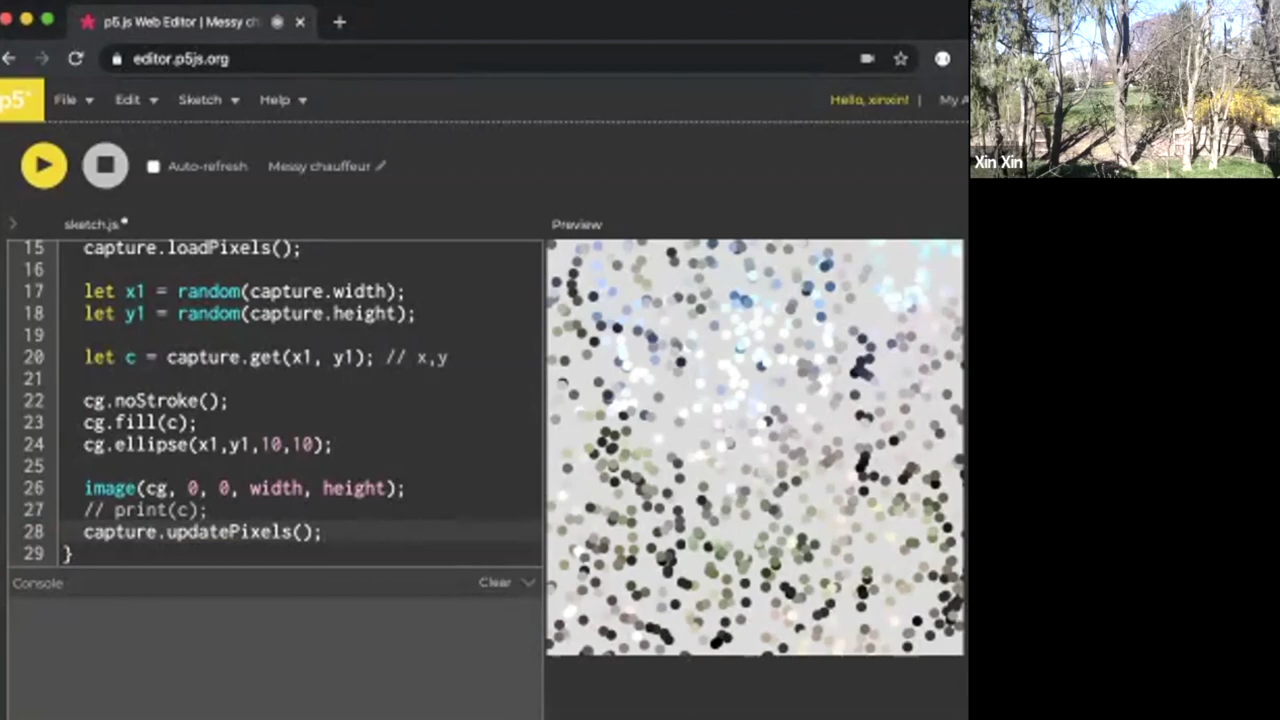 p5.js Web Editor | Messy ch
editor.p5js.org
p5* File Edit Sketch Help Hello, xinxin! | My A
Auto-refresh Messy chauffeur
sketch.js• Preview
15 capture.loadPixels();
16
17 let x1 = random(capture.width);
18 let y1 = random(capture.height);
19
20 let c = capture.get(x1, y1); // x,y
21
22 cg.noStroke();
23 cg.fill(c);
24 cg.ellipse(x1,y1,10,10);
25
26 image(cg, 0, 0, width, height);
27 // print(c);
28 capture.updatePixels();
29 }
Console Clear
Xin Xin